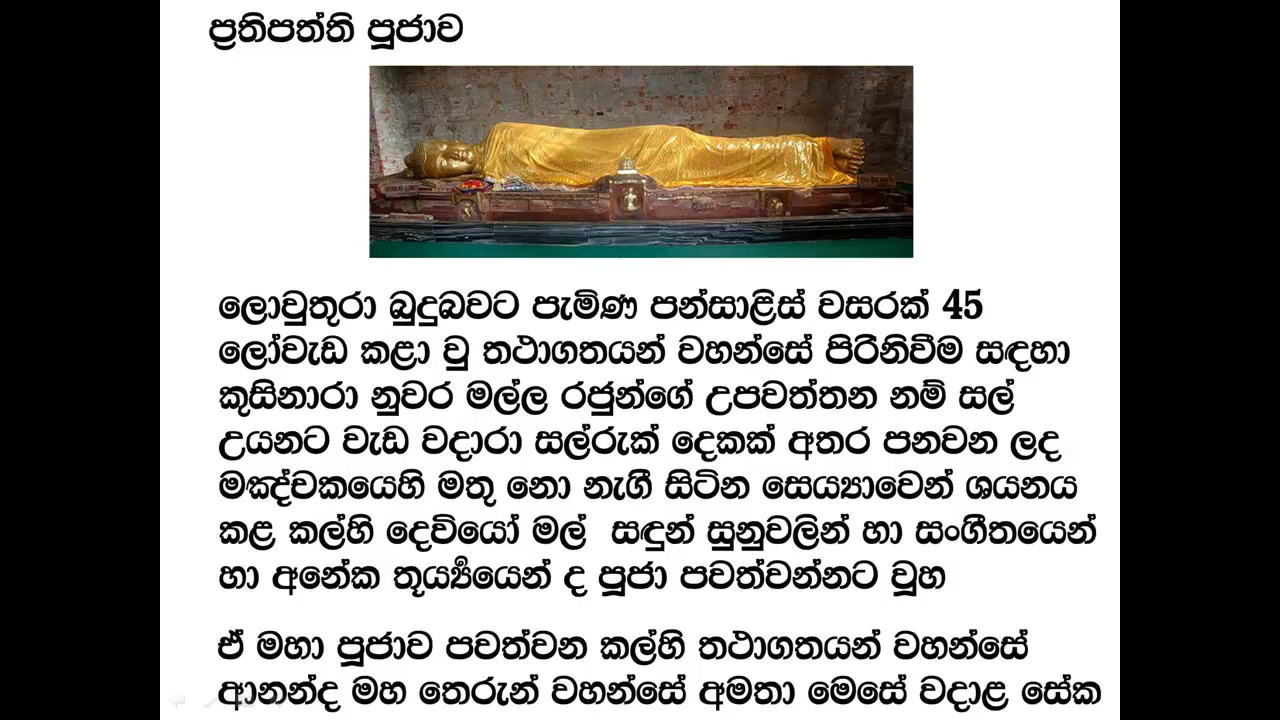 ප්‍රතිපත්ති පූජාව
ලොවුතුරා බුදුබවට පැමිණ පන්සාළිස් වසරක් 45
ලෝවැඩ කළා වු තථාගතයන් වහන්සේ පිරිනිවීම සඳහා
කුසිනාරා නුවර මල්ල රජුන්ගේ උපවත්තන නම් සල්
උයනට වැඩ වදාරා සල්රුක් දෙකක් අතර පනවන ලද
මඤ්චකයෙහි මතු නො නැගී සිටින සෙය්‍යාවෙන් ශයනය
කළ කල්හි දෙවියෝ මල් සඳුන් සුනුවලින් හා සංගීතයෙන්
හා අනේක තූර්‍ය්‍යයෙන් ද පූජා පවත්වන්නට වූහ
ඒ මහා පූජාව පවත්වන කල්හි තථාගතයන් වහන්සේ
ආනන්ද මහ තෙරුන් වහන්සේ අමතා මෙසේ වදාළ සේක